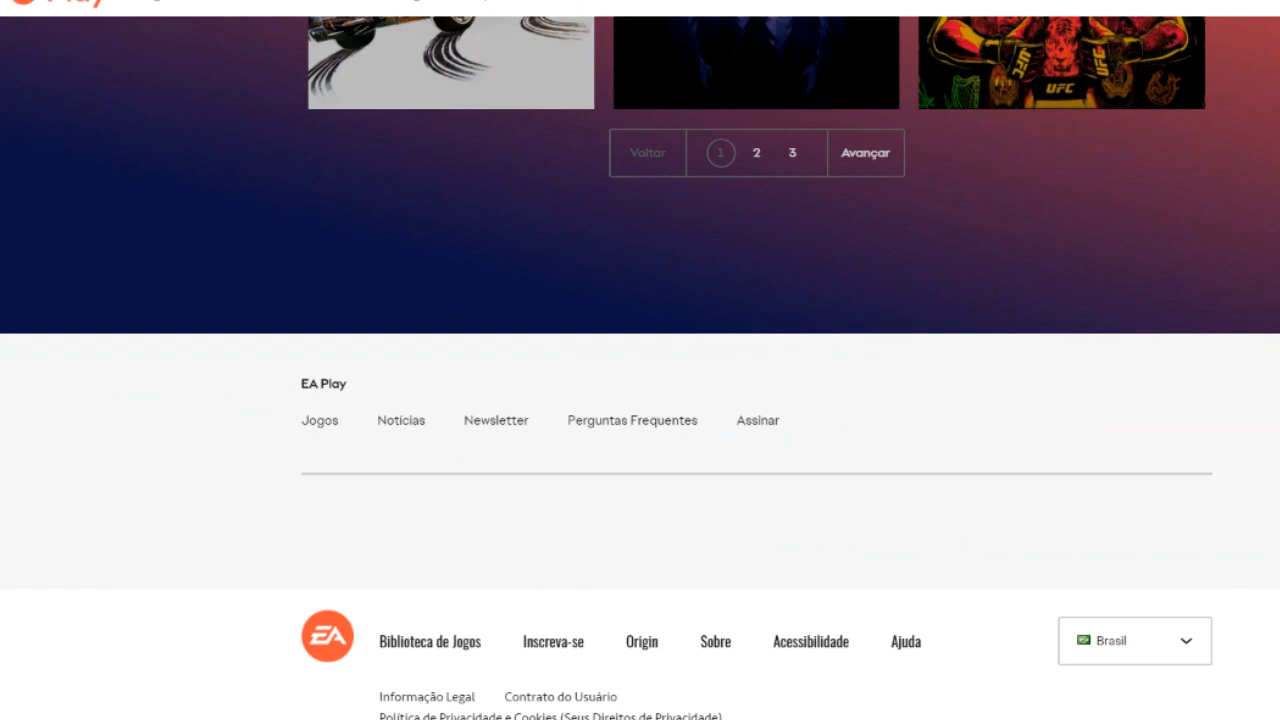 Play
UFC UFC
UFC
Voltar 1 2 3 Avançar
EA Play
Jogos Notícias Newsletter Perguntas Frequentes Assinar
EA Biblioteca de Jogos Inscreva-se Origin Sobre Acessibilidade Ajuda Brasil
Informação Legal Contrato do Usuário
Política de Privacidade e Cookies (Seus Direitos de Privacidade)